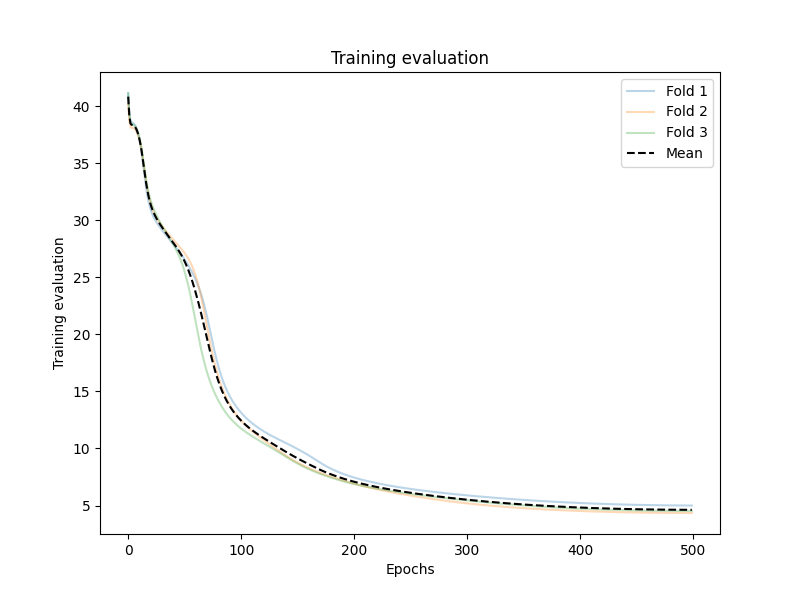 Training evaluation
Fold 1
Fold 2
Fold 3
Mean
Training evaluation
40
35
30
25
20
15
10
5
0 100 200 300 400 500
Epochs